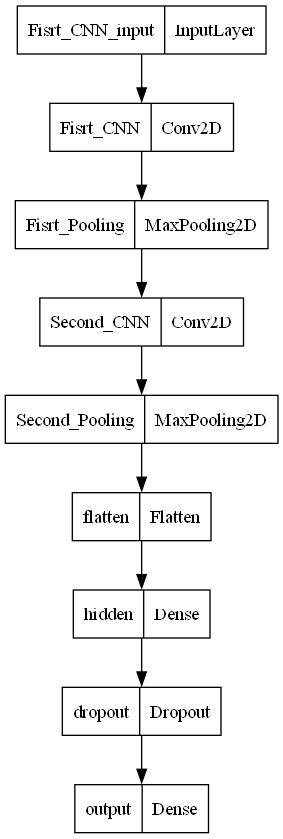 Fisrt_CNN_input InputLayer
Fisrt_CNN Conv2D
Fisrt_Pooling MaxPooling2D
Second_CNN Conv2D
Second_Pooling MaxPooling2D
flatten Flatten
hidden Dense
dropout Dropout
output Dense